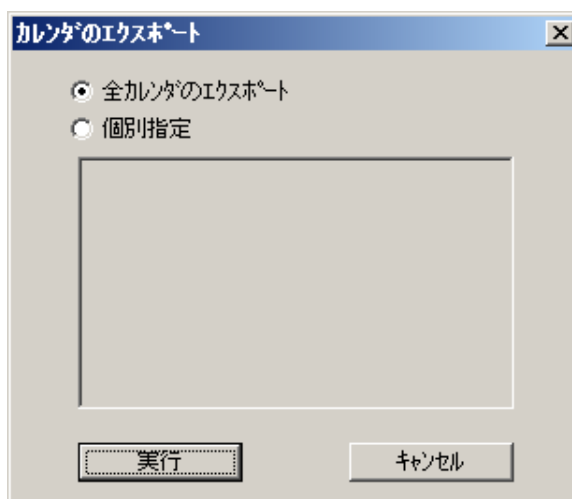 カレンダのエクスポート
全カレンダのエクスポート
個別指定
実行
キャンセル